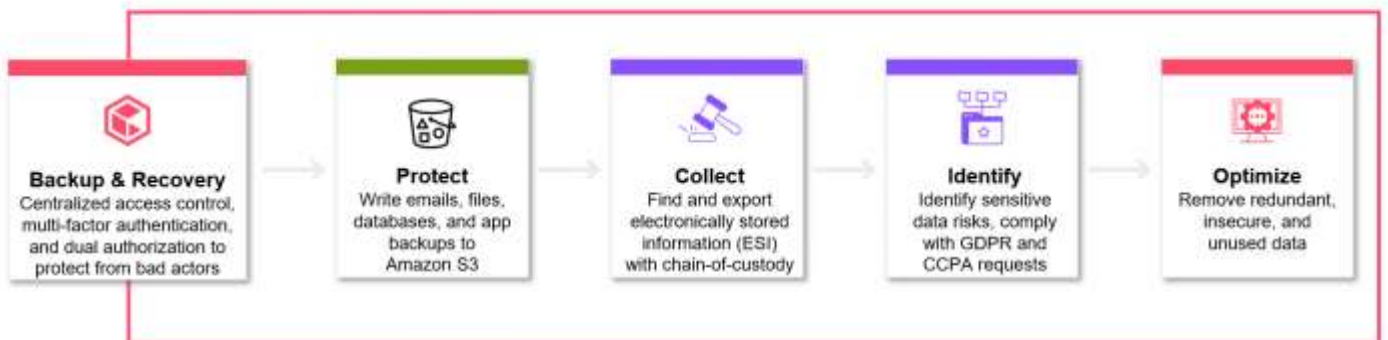 Backup & Recovery
Centralized access control,
multi-factor authentication,
and dual authorization to
protect from bad actors
Protect
Write emails, files,
databases, and app
backups to
Amazon S3
Collect
Find and export
electronically stored
information (ESI)
with chain-of-custody
Identify
Identify sensitive
data risks, comply
with GDPR and
CCPA requests
Optimize
Remove redundant,
insecure, and
unused data